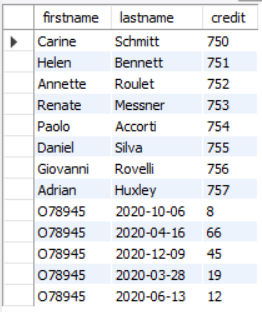 firstname lastname credit
Carine Schmitt 750
Helen Bennett 751
Annette Roulet 752
Renate Messner 753
Paolo Accorti 754
Daniel Silva 755
Giovanni Rovelli 756
Adrian Huxley 757
O78945 2020-10-06 8
O78945 2020-04-16 66
O78945 2020-12-09 45
O78945 2020-03-28 19
O78945 2020-06-13 12